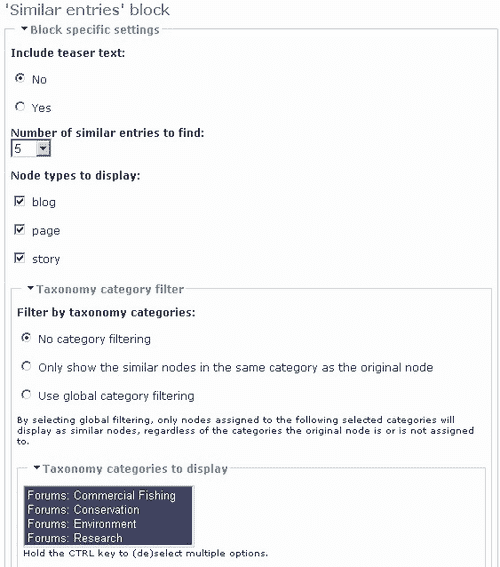 'Similar entries' block
Block specific settings
Include teaser text:
No
Yes
Number of similar entries to find:
5
Node types to display:
blog
page
story
Taxonomy category filter
Filter by taxonomy categories:
No category filtering
Only show the similar nodes in the same category as the original node
Use global category filtering
By selecting global filtering, only nodes assigned to the following selected categories will
display as similar nodes, regardless of the categories the original node is or is not assigned
to.
Taxonomy categories to display
Forums: Commercial Fishing
Forums: Conservation
Forums: Environment
Forums: Research
Hold the CTRL key to (de)select multiple options.